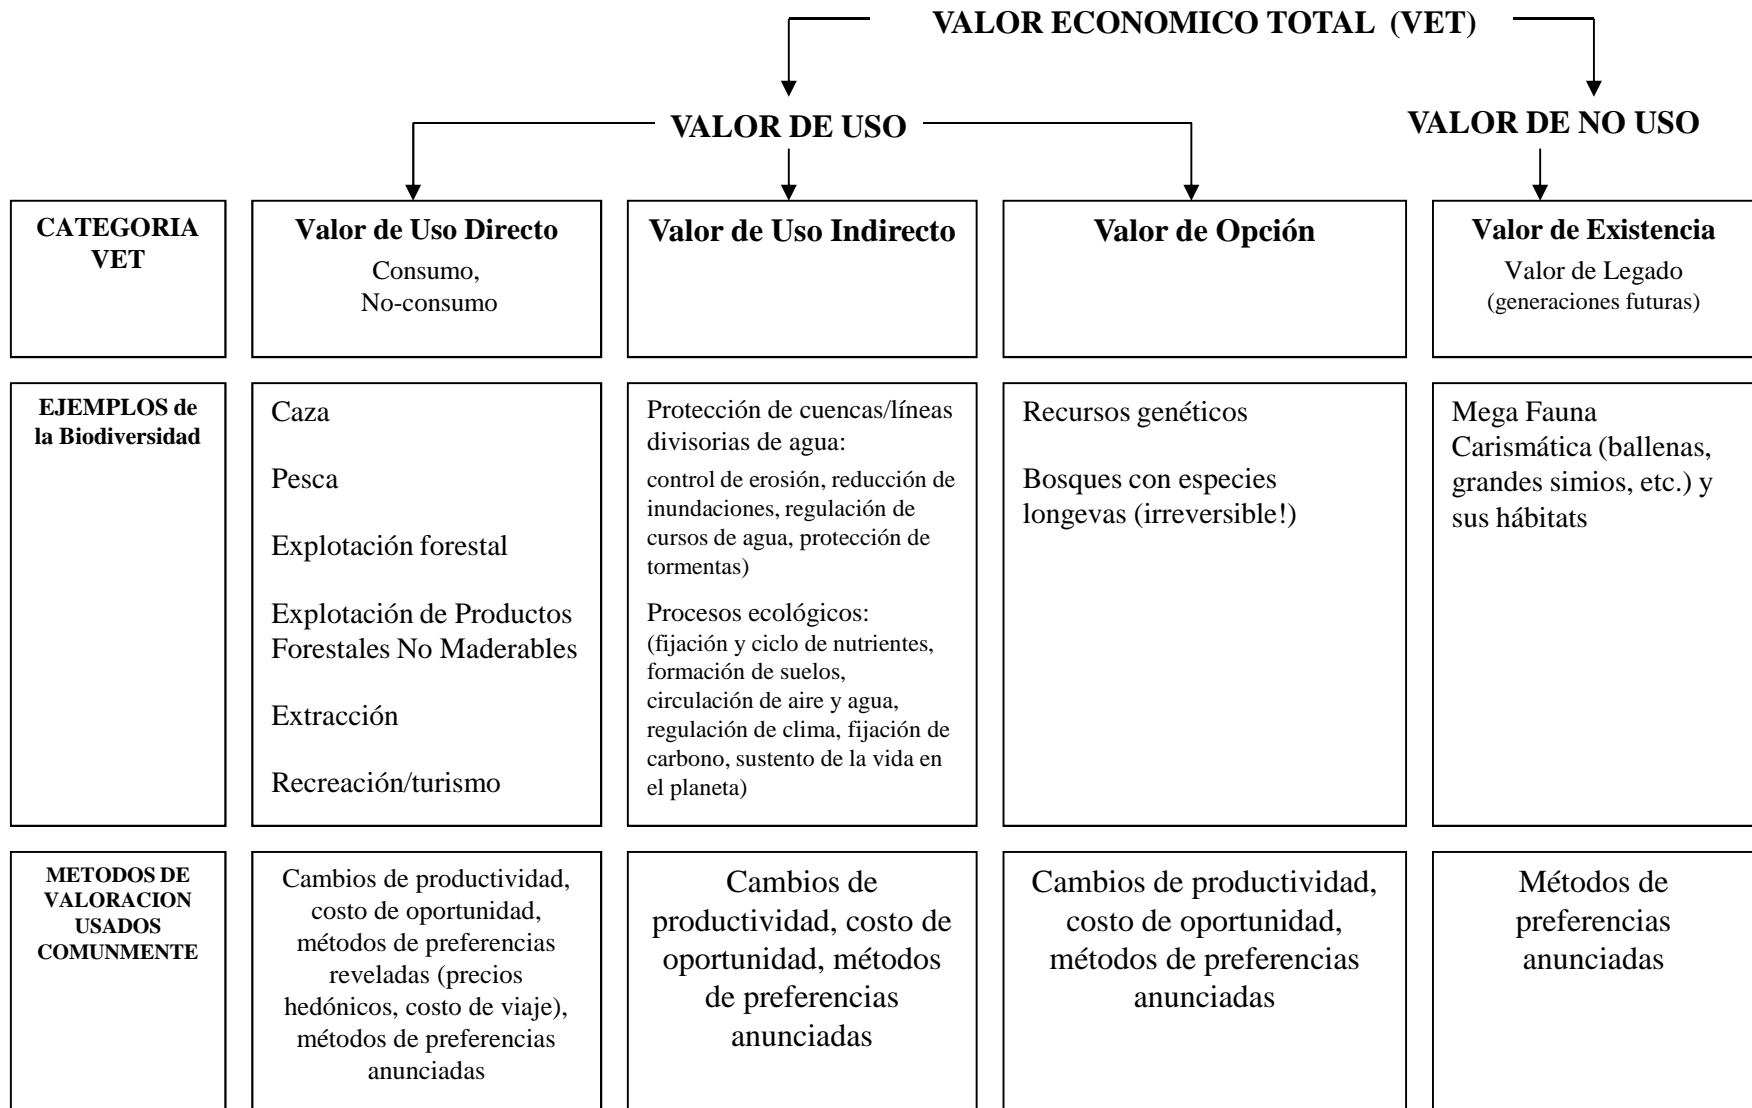 VALOR ECONOMICO TOTAL (VET)
VALOR DE USO
VALOR DE NO USO
CATEGORIA
VET
Valor de Uso Directo
Consumo,
No-consumo
Valor de Uso Indirecto
Valor de Opción
Valor de Existencia
Valor de Legado
(generaciones futuras)
EJEMPLOS de
la Biodiversidad
Caza
Pesca
Explotación forestal
Explotación de Productos
Forestales No Maderables
Extracción
Recreación/turismo
Protección de cuencas/líneas
divisorias de agua:
control de erosión, reducción de
inundaciones, regulación de
cursos de agua, protección de
tormentas)
Procesos ecológicos:
(fijación y ciclo de nutrientes,
formación de suelos,
circulación de aire y agua,
regulación de clima, fijación de
carbono, sustento de la vida en
el planeta)
Recursos genéticos
Bosques con especies
longevas (irreversible!)
Mega Fauna
Carismática (ballenas,
grandes simios, etc.) y
sus hábitats
METODOS DE
VALORACION
USADOS
COMUNMENTE
Cambios de productividad,
costo de oportunidad,
métodos de preferencias
reveladas (precios
hedónicos, costo de viaje),
métodos de preferencias
anunciadas
Cambios de
productividad, costo de
oportunidad, métodos
de preferencias
anunciadas
Cambios de productividad,
costo de oportunidad,
métodos de preferencias
anunciadas
Métodos de
preferencias
anunciadas